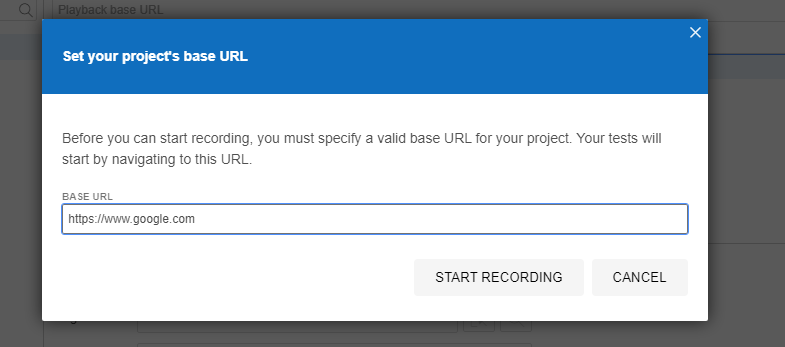 Playback base URL
Set your project's base URL
Before you can start recording, you must specify a valid base URL for your project. Your tests will
start by navigating to this URL.
BASE URL
https://www.google.com
START RECORDING
CANCEL